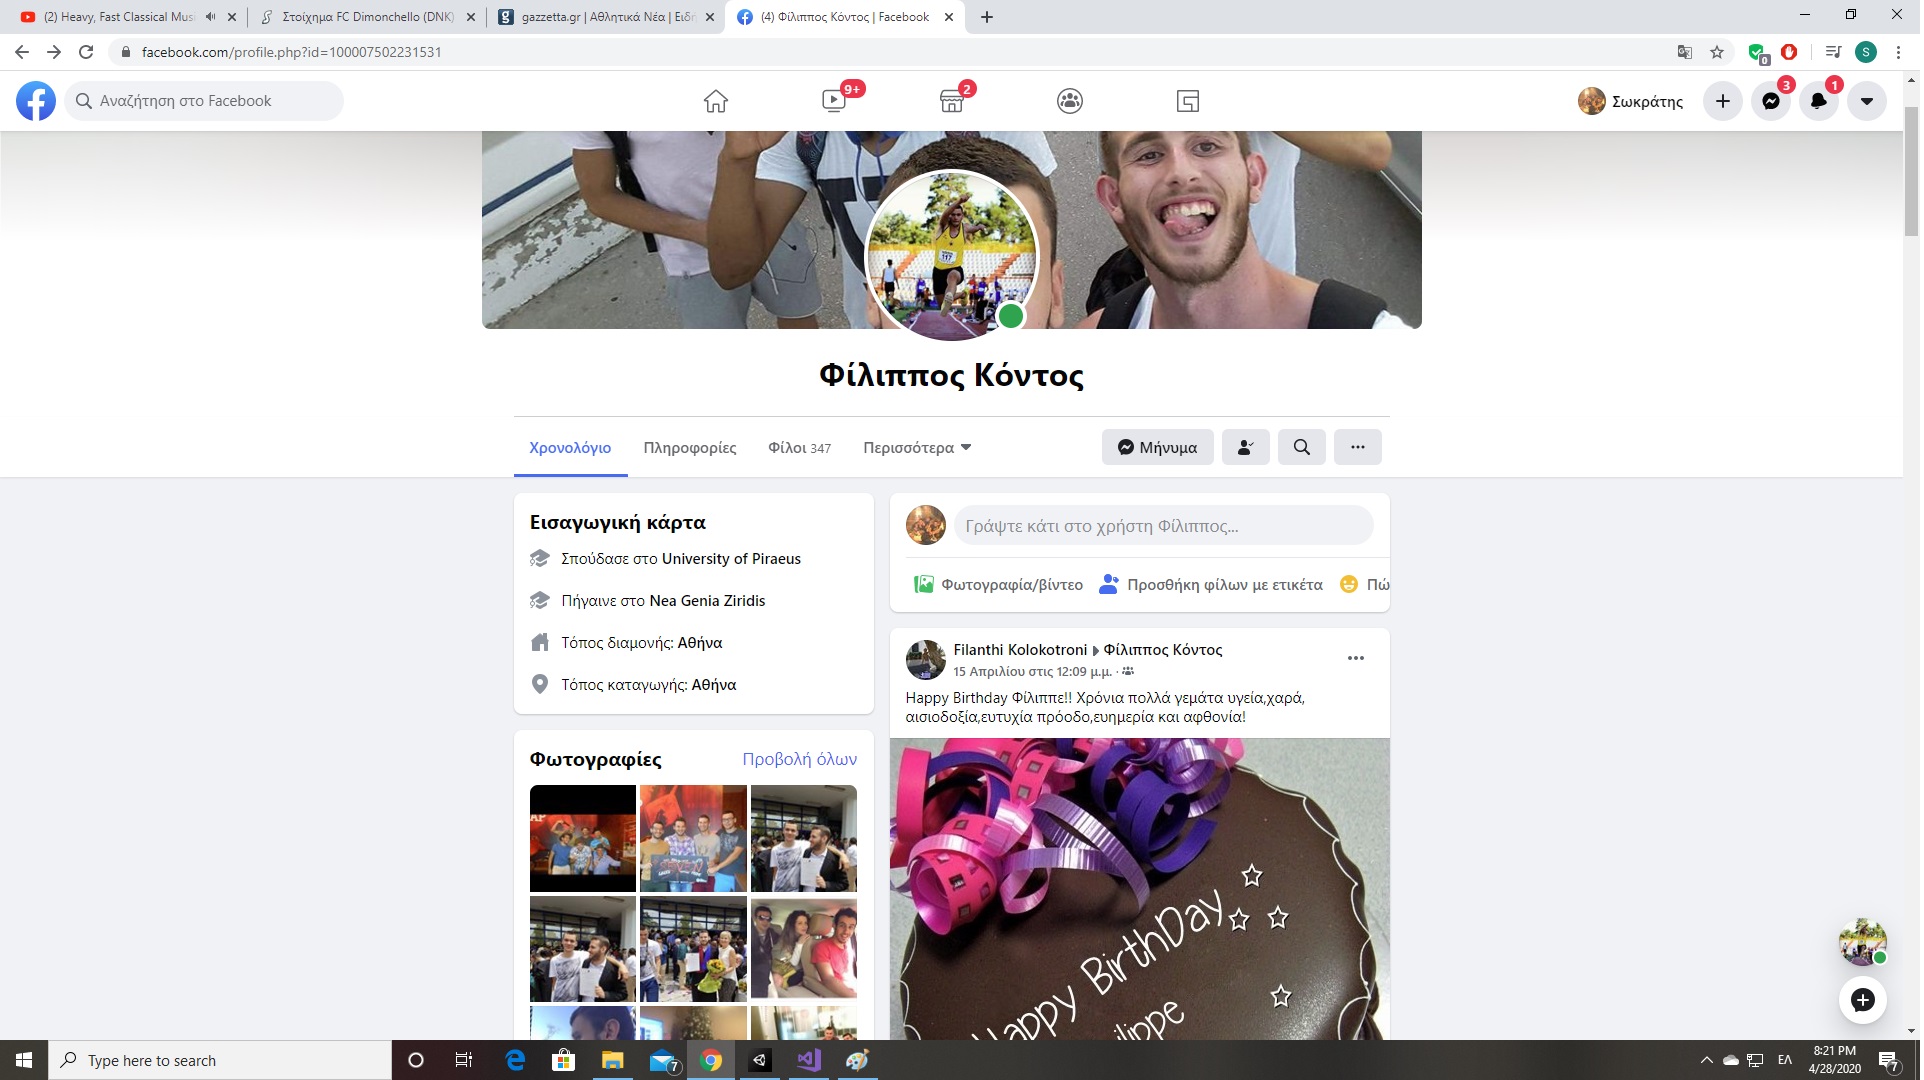 (2) Heavy, Fast Classical Mus
Στοίχημα FC Dimonchello (DNK)
gazzetta.gr | Αθλητικά Νέα | Ειδή
(4) Φίλιππος Κόντος | Facebook
facebook.com/profile.php?id=100007502231531
0
S
Αναζήτηση στο Facebook
9+
2
Σωκράτης
3
1
117
Φίλιππος Κόντος
Χρονολόγιο
Πληροφορίες
Φίλοι 347
Περισσότερα
Μήνυμα
Εισαγωγική κάρτα
Σπούδασε στο University of Piraeus
Πήγαινε στο Nea Genia Ziridis
Τόπος διαμονής: Αθήνα
Τόπος καταγωγής: Αθήνα
Φωτογραφίες
Προβολή όλων
Γράψτε κάτι στο χρήστη Φίλιππος...
Φωτογραφία/βίντεο
Προσθήκη φίλων με ετικέτα
Πώ
Filanthi Kolokotroni
Φίλιππος Κόντος
15 Απριλίου στις 12:09 μ.μ. ·
Happy Birthday Φίλιππε!! Χρόνια πολλά γεμάτα υγεία,χαρά,
αισιοδοξία,ευτυχία πρόοδο,ευημερία και αφθονία!
Happy BirthDay
Type here to search
7
ΕΛ
8:21 PM
4/28/2020
7